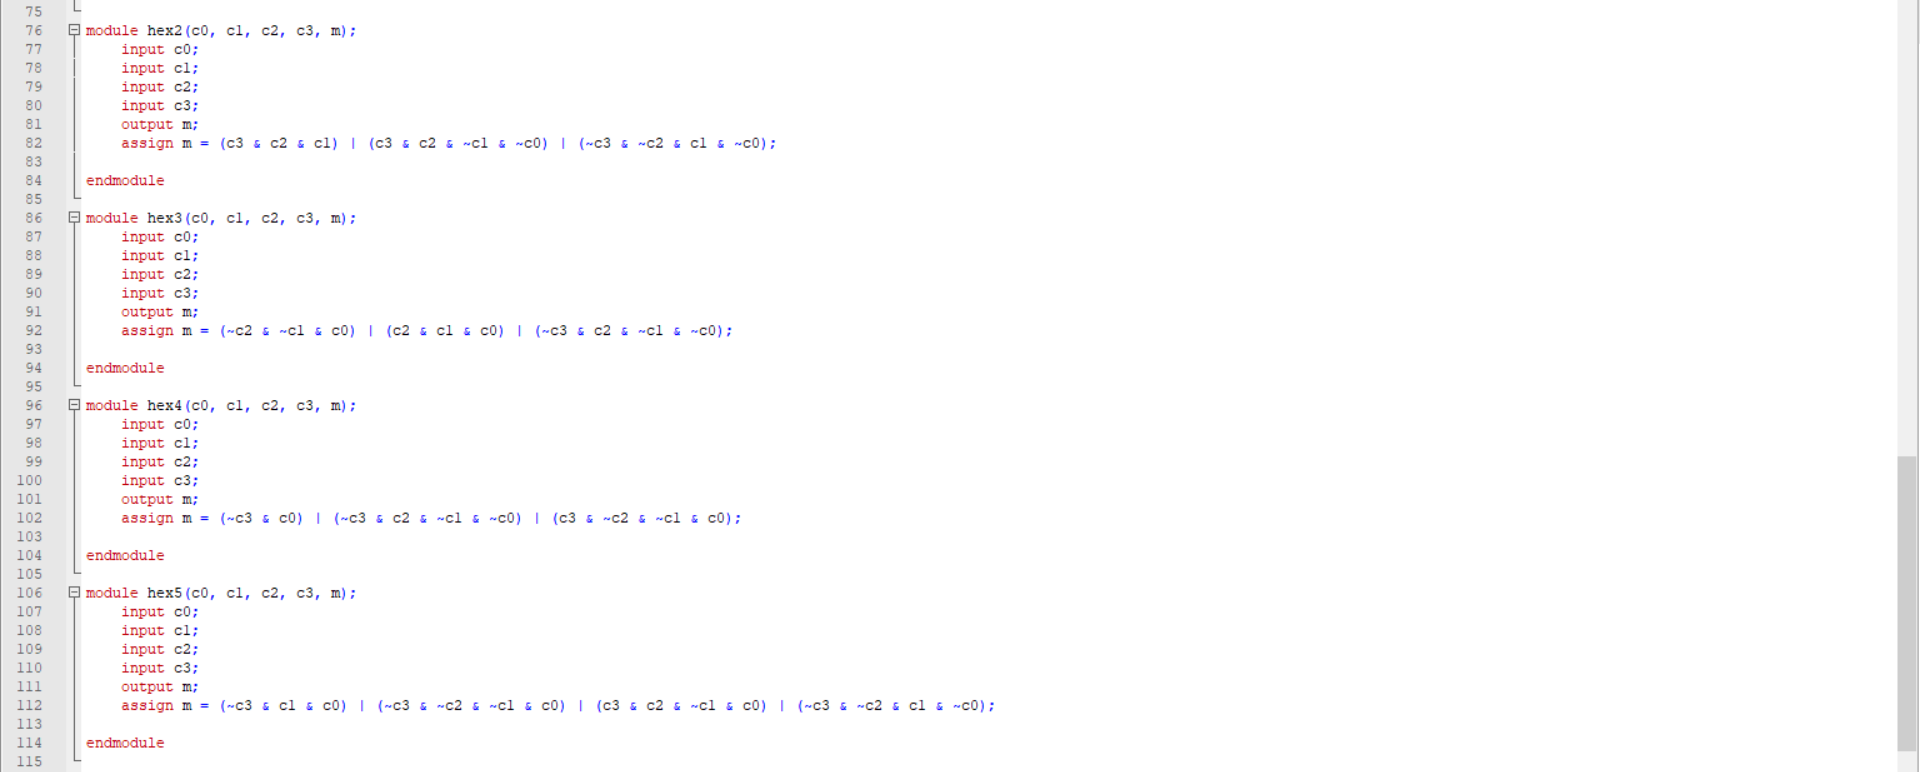 75
76 module hex2(c0, c1, c2, c3, m);
77 input c0;
78 input c1;
79 input c2;
80 input c3;
81 output m;
82 assign m = (c3 & c2 & c1) | (c3 & c2 & ~c1 & ~c0) | (~c3 & ~c2 & c1 & ~c0);
83
84 endmodule
85
86 module hex3(c0, c1, c2, c3, m);
87 input c0;
88 input c1;
89 input c2;
90 input c3;
91 output m;
92 assign m = (~c2 & ~c1 & c0) | (c2 & c1 & c0) | (~c3 & c2 & ~c1 & ~c0);
93
94 endmodule
95
96 module hex4(c0, c1, c2, c3, m);
97 input c0;
98 input c1;
99 input c2;
100 input c3;
101 output m;
102 assign m = (~c3 & c0) | (~c3 & c2 & ~c1 & ~c0) | (c3 & ~c2 & ~c1 & c0);
103
104 endmodule
105
106 module hex5(c0, c1, c2, c3, m);
107 input c0;
108 input c1;
109 input c2;
110 input c3;
111 output m;
112 assign m = (~c3 & c1 & c0) | (~c3 & ~c2 & ~c1 & c0) | (c3 & c2 & ~c1 & c0) | (~c3 & ~c2 & c1 & ~c0);
113
114 endmodule
115